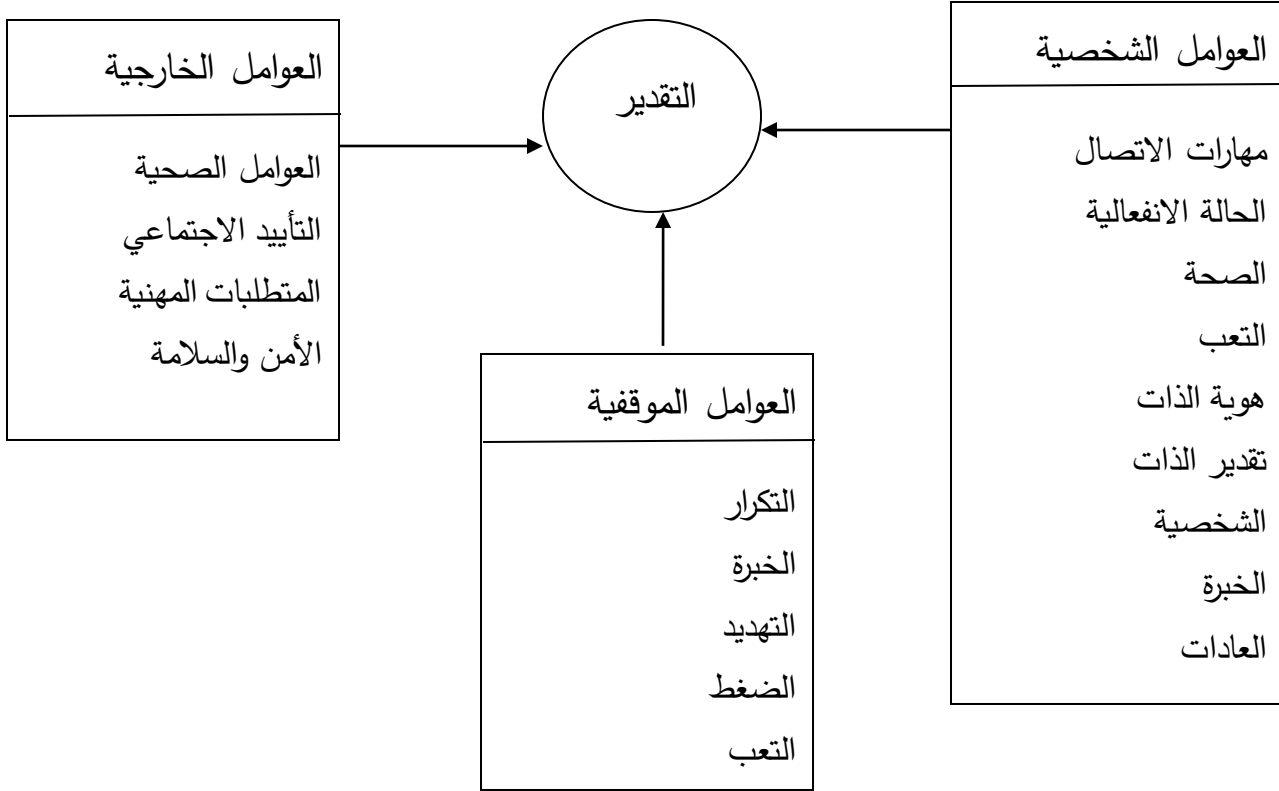 العوامل الشخصية
مهارات الاتصال
الحالة الانفعالية
الصحة
التعب
هوية الذات
تقدير الذات
الشخصية
الخبرة
العادات
التقدير
العوامل الخارجية
العوامل الصحية
التأييد الاجتماعي
المتطلبات المهنية
الأمن والسلامة
العوامل الموقفية
التكرار
الخبرة
التهديد
الضغط
التعب